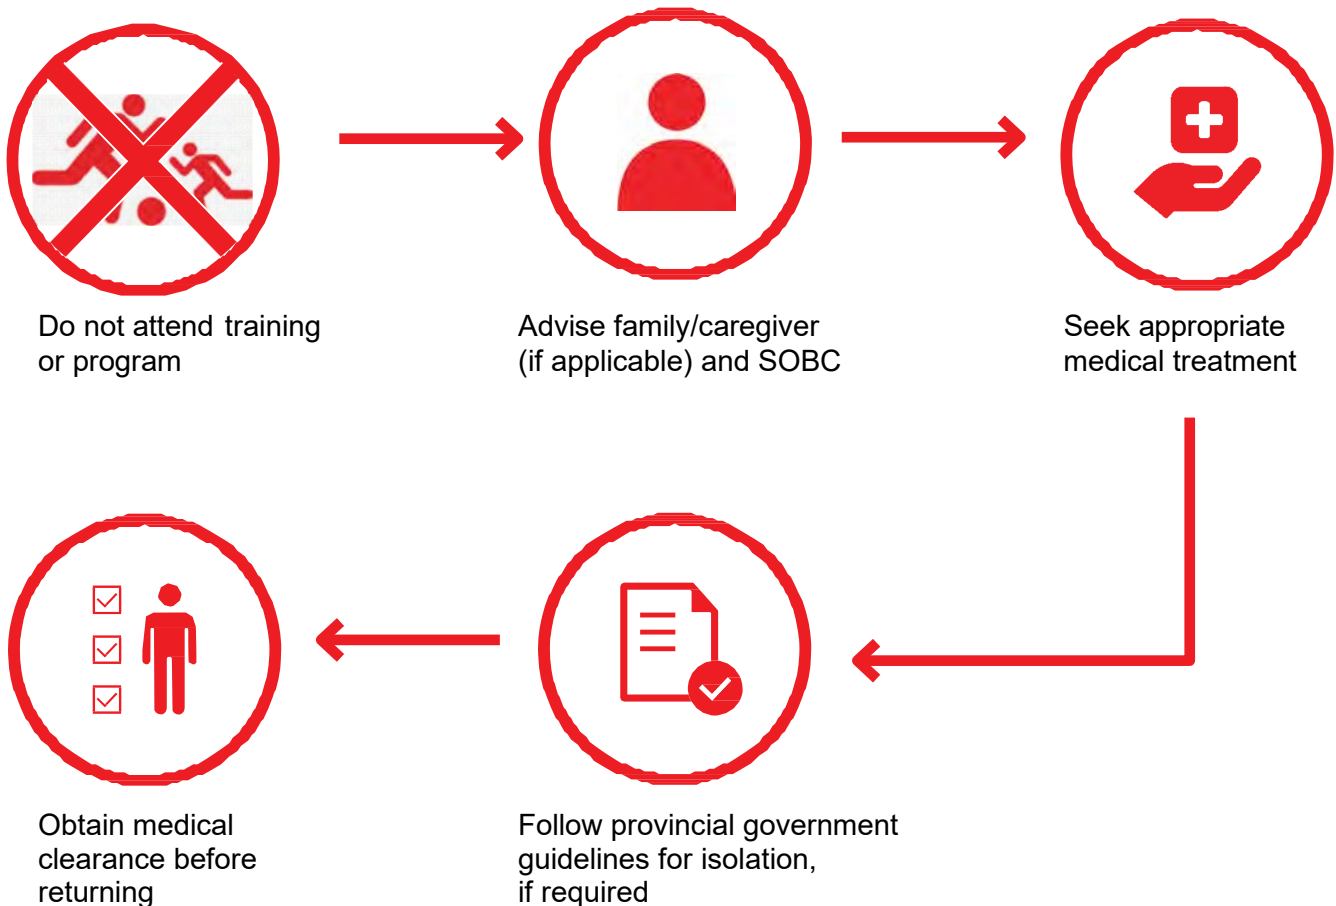 Do not attend training
or program
Advise family/caregiver
(if applicable) and SOBC
Seek appropriate
medical treatment
Follow provincial government
guidelines for isolation,
if required
Obtain medical
clearance before
returning